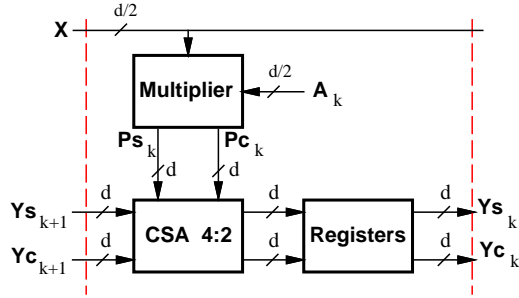 X d/2
d/2
Multiplier A k
Ps k Pc k
d d
Ys k+1 d d d Ys k
CSA 4:2 Registers
Yc k+1 d d d Yc k